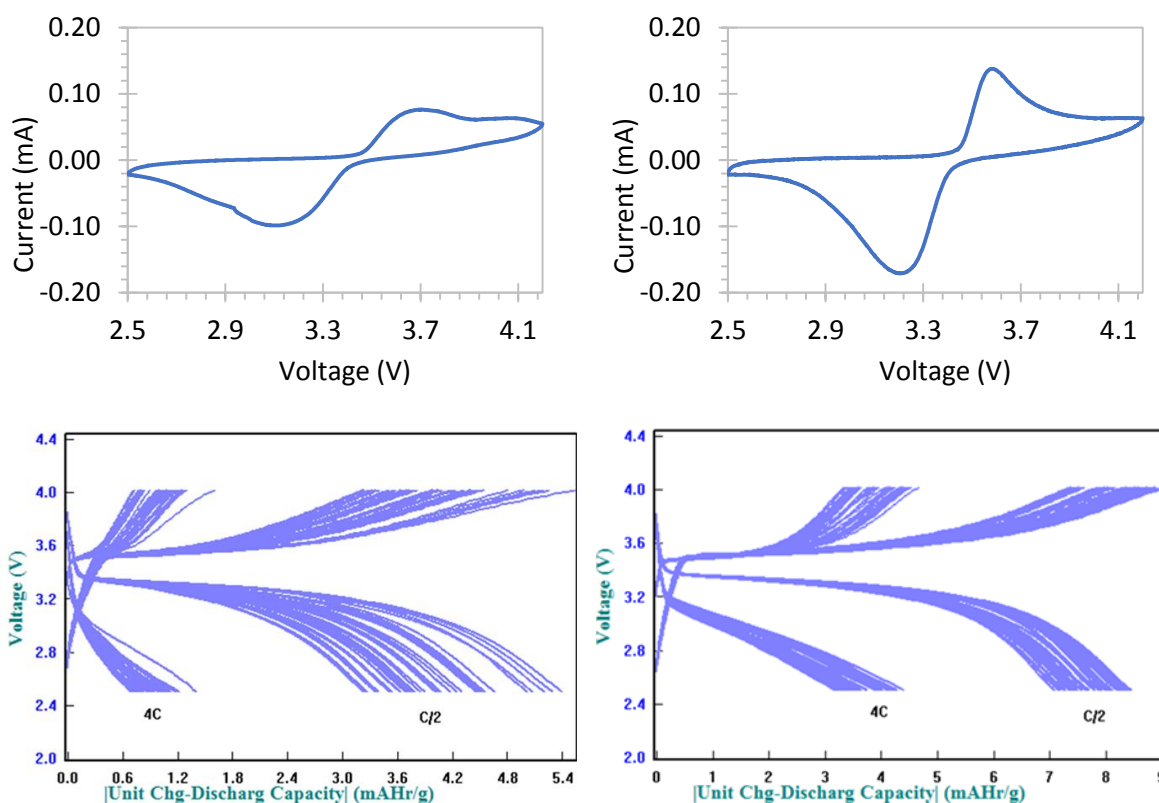 0.20
0.10
0.00
-0.10
-0.20
Current (mA)
2.5 2.9 3.3 3.7 4.1
Voltage (V)
0.20
0.10
0.00
-0.10
-0.20
Current (mA)
2.5 2.9 3.3 3.7 4.1
Voltage (V)
4.4
4.0
3.6
3.2
2.8
2.4
2.0
Voltage (V)
4C
C/2
0.0 0.6 1.2 1.8 2.4 3.0 3.6 4.2 4.8 5.4
|Unit Chg-Discharg Capacity| (mAHr/g)
4.4
4.0
3.6
3.2
2.8
2.4
2.0
Voltage (V)
4C
C/2
0 1 2 3 4 5 6 7 8 9
|Unit Chg-Discharg Capacity| (mAHr/g)